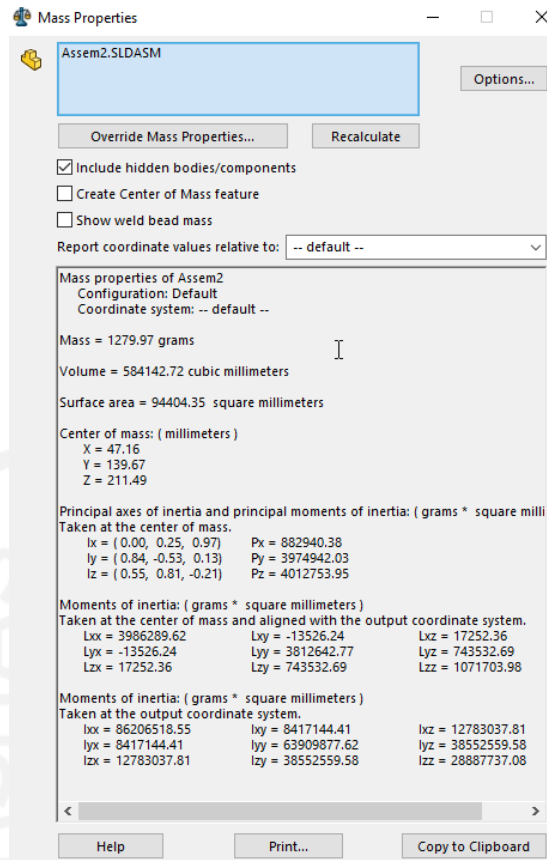 Mass Properties
Assem2.SLDASM
Options...
Override Mass Properties...
Recalculate
Include hidden bodies/components
Create Center of Mass feature
Show weld bead mass
Report coordinate values relative to: -- default --
Mass properties of Assem2
Configuration: Default
Coordinate system: -- default --
Mass = 1279.97 grams
Volume = 584142.72 cubic millimeters
Surface area = 94404.35 square millimeters
Center of mass: ( millimeters )
X = 47.16
Y = 139.67
Z = 211.49
Principal axes of inertia and principal moments of inertia: ( grams * square milli
Taken at the center of mass.
Ix = ( 0.00, 0.25, 0.97) Px = 882940.38
Iy = ( 0.84, -0.53, 0.13) Py = 3974942.03
Iz = ( 0.55, 0.81, -0.21) Pz = 4012753.95
Moments of inertia: ( grams * square millimeters )
Taken at the center of mass and aligned with the output coordinate system.
Lxx = 3986289.62 Lxy = -13526.24 Lxz = 17252.36
Lyx = -13526.24 Lyy = 3812642.77 Lyz = 743532.69
Lzx = 17252.36 Lzy = 743532.69 Lzz = 1071703.98
Moments of inertia: ( grams * square millimeters )
Taken at the output coordinate system.
Ixx = 86206518.55 Ixy = 8417144.41 Ixz = 12783037.81
Iyx = 8417144.41 Iyy = 63909877.62 Iyz = 38552559.58
Izx = 12783037.81 Izy = 38552559.58 Izz = 28887737.08
Help
Print...
Copy to Clipboard